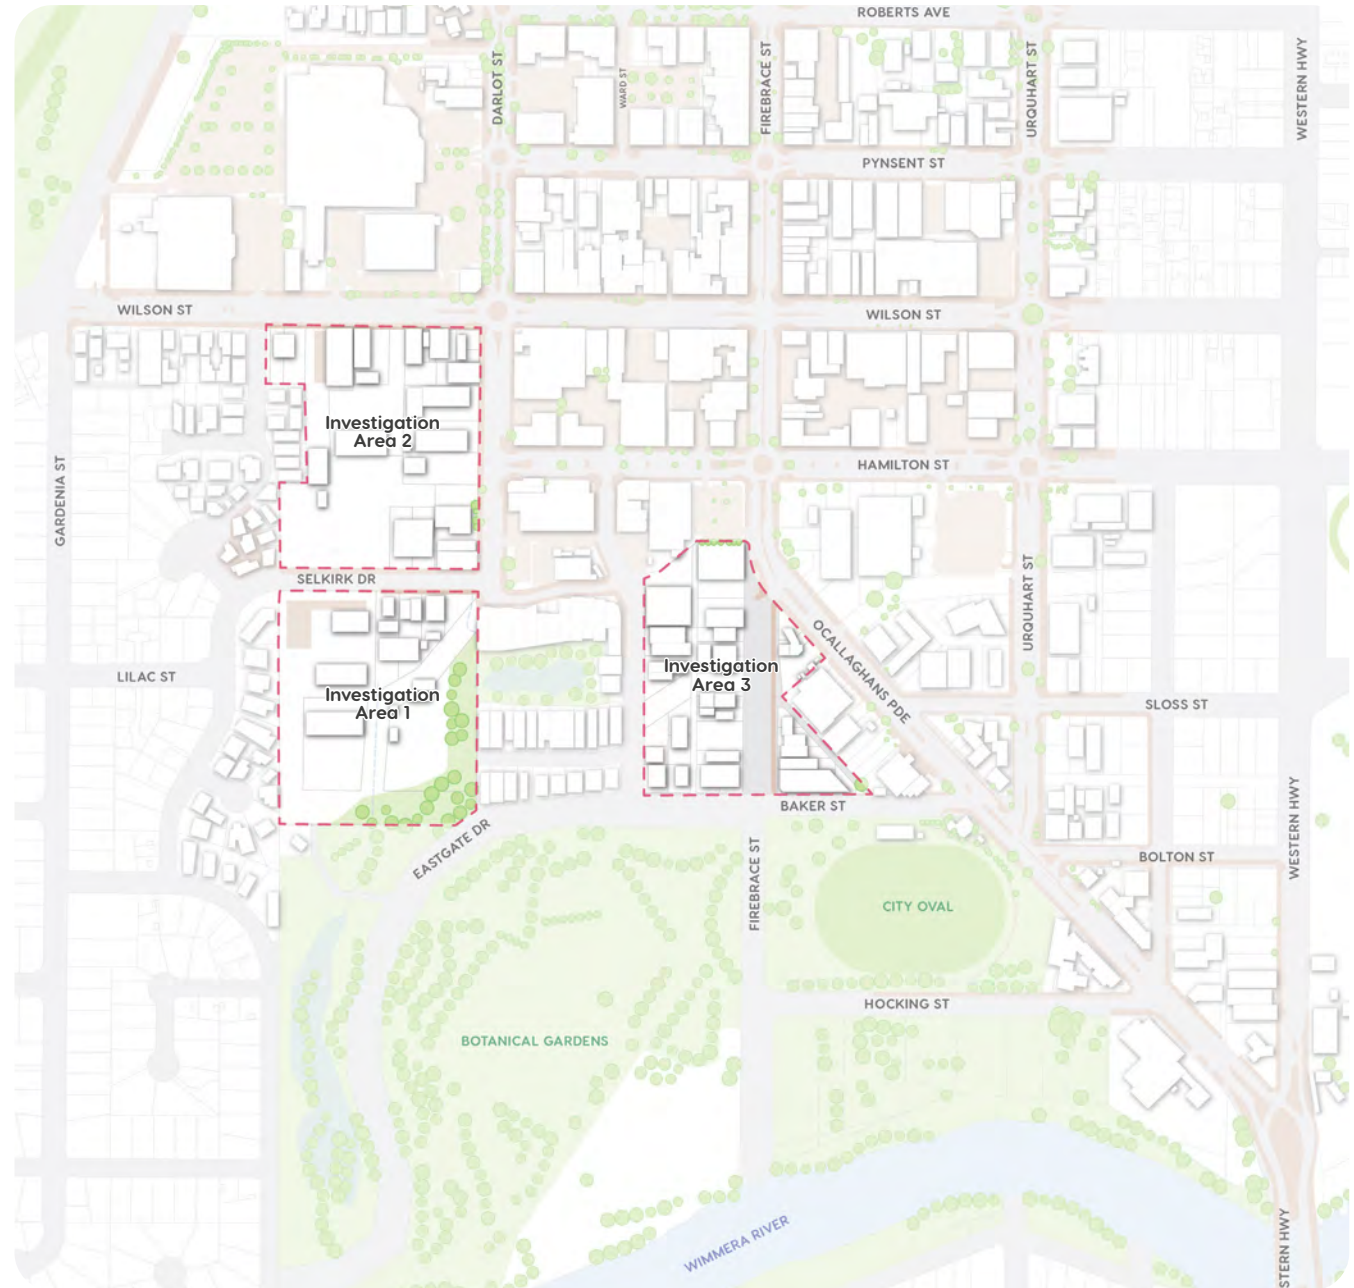 ROBERTS AVE
DARLOT ST
WARD ST
FIREBRACE ST
URQUHART ST
WESTERN HWY
PYNSENT ST
WILSON ST
WILSON ST
Investigation
Area 2
GARDENIA ST
HAMILTON ST
SELKIRK DR
URQUHART ST
OCALLAGHANS PDE
LILAC ST
Investigation
Area 1
Investigation
Area 3
SLOSS ST
BAKER ST
EASTGATE DR
FIREBRACE ST
WESTERN HWY
BOLTON ST
CITY OVAL
HOCKING ST
BOTANICAL GARDENS
WIMMERA RIVER
STERN HWY